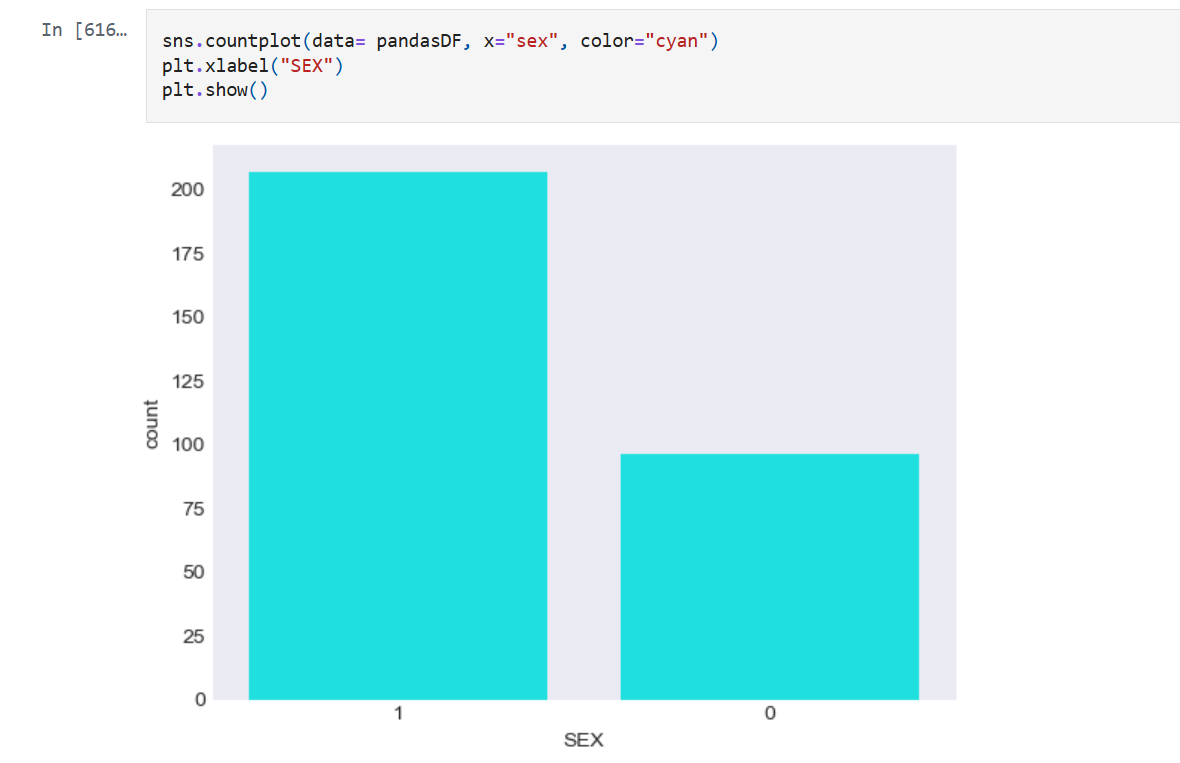 In [616…
sns.countplot(data= pandasDF, x="sex", color="cyan")
plt.xlabel("SEX")
plt.show()
200
175
150
125
100
75
50
25
0
count
1 0
SEX